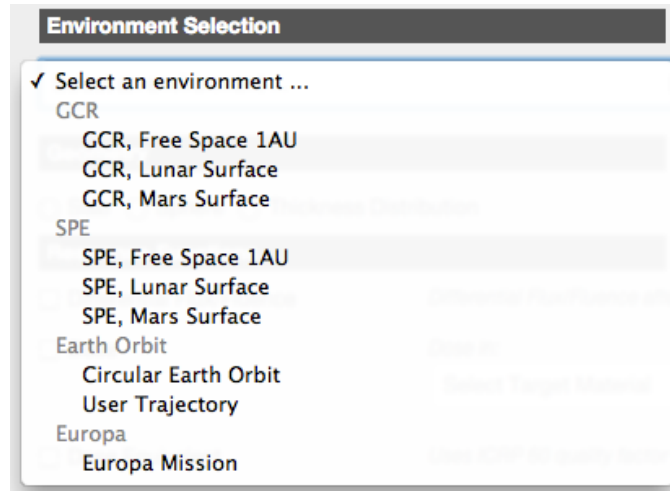 Environment Selection
✓ Select an environment ...
GCR
GCR, Free Space 1AU
GCR, Lunar Surface
GCR, Mars Surface
SPE
SPE, Free Space 1AU
SPE, Lunar Surface
SPE, Mars Surface
Earth Orbit
Circular Earth Orbit
User Trajectory
Europa
Europa Mission